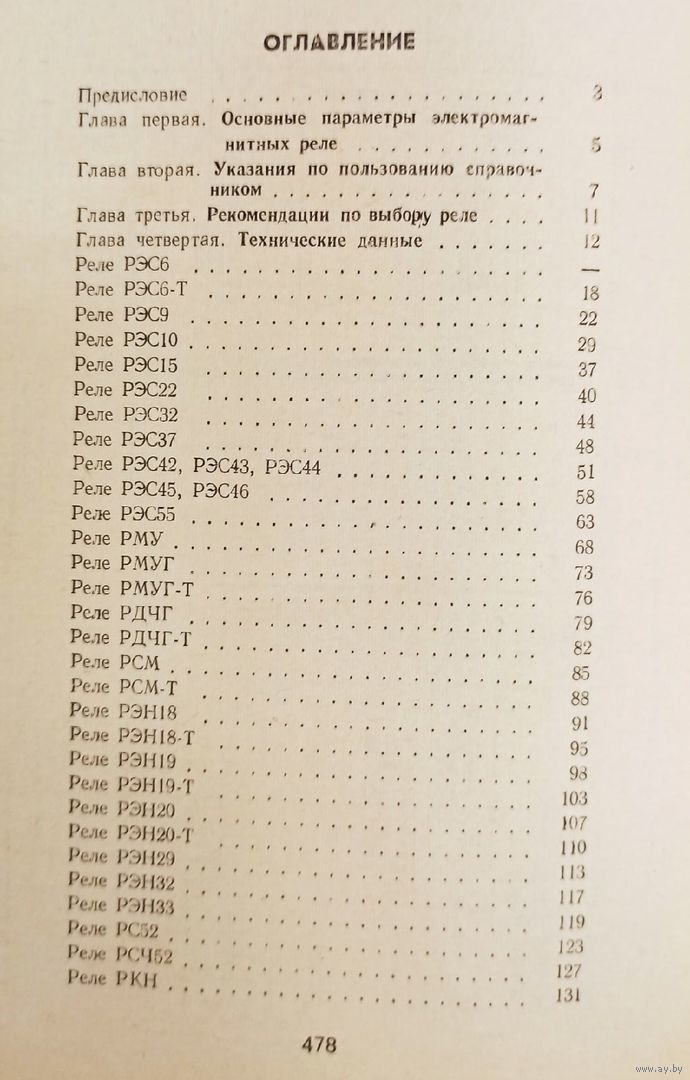 ОГЛАВЛЕНИЕ
Предисловие . . . . . . . . . . . . . . . . . . 3
Глава первая. Основные параметры электромаг-
нитных реле . . . . . . . . . . . 5
Глава вторая. Указания по пользованию справоч-
ником . . . . . . . . . . . . . . . 7
Глава третья. Рекомендации по выбору реле . . . . 11
Глава четвертая. Технические данные . . . . . . . 12
Реле РЭС6 . . . . . . . . . . . . . . . . . . —
Реле РЭС6-Т . . . . . . . . . . . . . . . . . . 18
Реле РЭС9 . . . . . . . . . . . . . . . . . . 22
Реле РЭС10 . . . . . . . . . . . . . . . . . . 29
Реле РЭС15 . . . . . . . . . . . . . . . . . . 37
Реле РЭС22 . . . . . . . . . . . . . . . . . . 40
Реле РЭС32 . . . . . . . . . . . . . . . . . . 44
Реле РЭС37 . . . . . . . . . . . . . . . . . . 48
Реле РЭС42, РЭС43, РЭС44 . . . . . . . . . . . 51
Реле РЭС45, РЭС46 . . . . . . . . . . . . . . 58
Реле РЭС55 . . . . . . . . . . . . . . . . . . 63
Реле РМУ . . . . . . . . . . . . . . . . . . 68
Реле РМУГ . . . . . . . . . . . . . . . . . . 73
Реле РМУГ-Т . . . . . . . . . . . . . . . . . . 76
Реле РДЧГ . . . . . . . . . . . . . . . . . . 79
Реле РДЧГ-Т . . . . . . . . . . . . . . . . . . 82
Реле РСМ . . . . . . . . . . . . . . . . . . 85
Реле РСМ-Т . . . . . . . . . . . . . . . . . . 88
Реле РЭН18 . . . . . . . . . . . . . . . . . . 91
Реле РЭН18-Т . . . . . . . . . . . . . . . . . . 95
Реле РЭН19 . . . . . . . . . . . . . . . . . . 98
Реле РЭН19-Т . . . . . . . . . . . . . . . . . . 103
Реле РЭН20 . . . . . . . . . . . . . . . . . . 107
Реле РЭН20-Т . . . . . . . . . . . . . . . . . . 110
Реле РЭН29 . . . . . . . . . . . . . . . . . . 113
Реле РЭН32 . . . . . . . . . . . . . . . . . . 117
Реле РЭН33 . . . . . . . . . . . . . . . . . . 119
Реле РС52 . . . . . . . . . . . . . . . . . . 123
Реле РСЧ52 . . . . . . . . . . . . . . . . . . 127
Реле РКН . . . . . . . . . . . . . . . . . . 131
478
www.ay.by